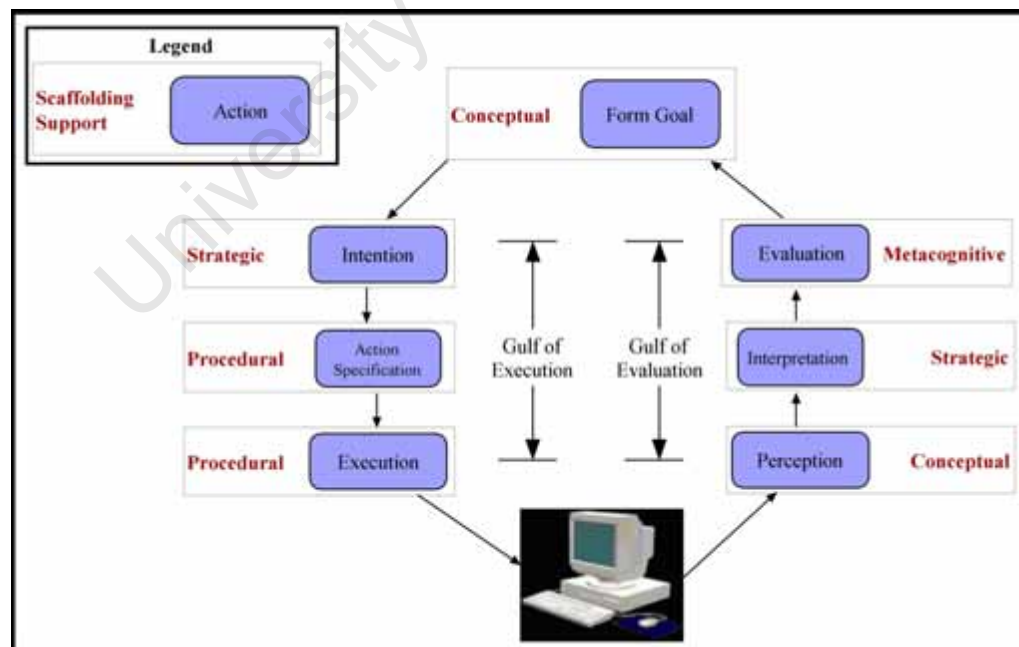 Legend
Scaffolding
Support
Action
Conceptual
Form Goal
Strategic
Intention
Procedural
Action
Specification
Procedural
Execution
Gulf of
Execution
Gulf of
Evaluation
Evaluation
Metacognitive
Interpretation
Strategic
Perception
Conceptual
University